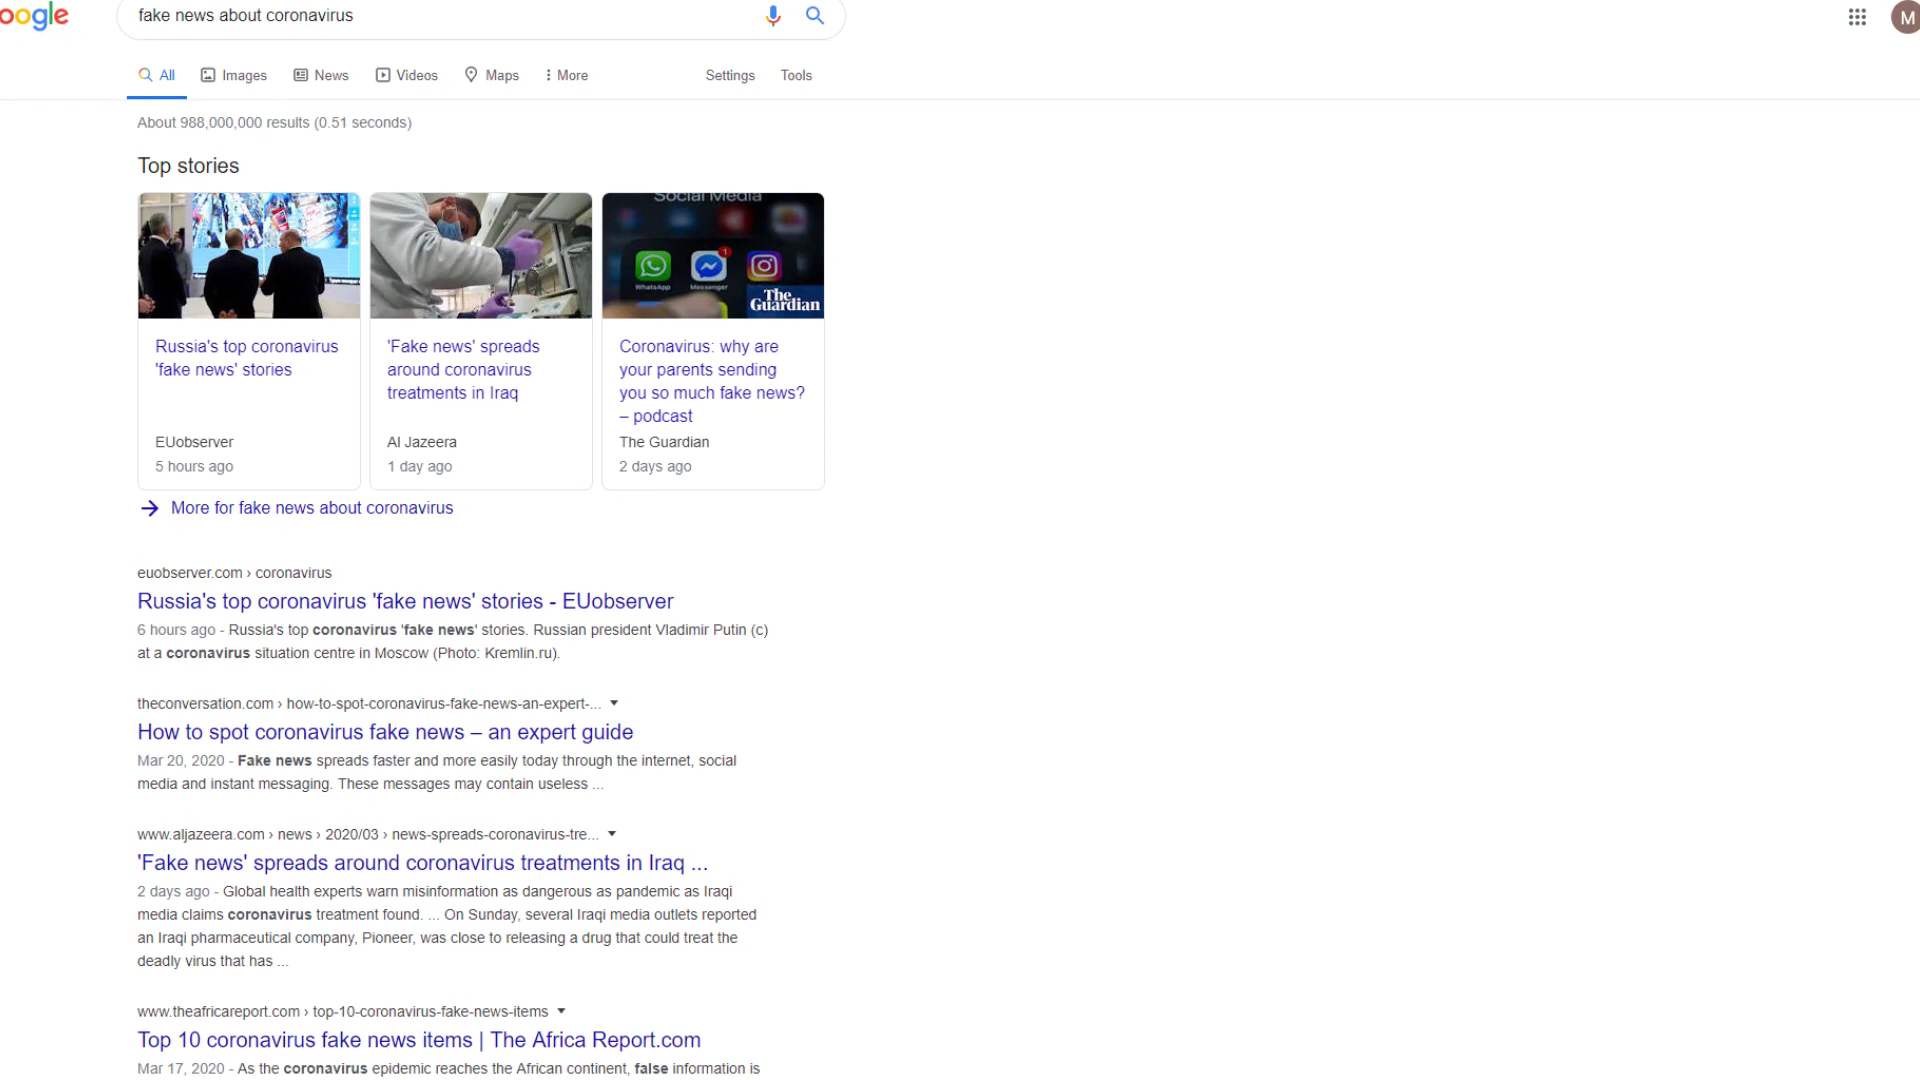 oogle
fake news about coronavirus
M
All Images News Videos Maps More Settings Tools
About 988,000,000 results (0.51 seconds)
Top stories
Social Media
WhatsApp Messenger 1
The Guardian
Russia's top coronavirus
'fake news' stories
EUobserver
5 hours ago
'Fake news' spreads
around coronavirus
treatments in Iraq
Al Jazeera
1 day ago
Coronavirus: why are
your parents sending
you so much fake news?
– podcast
The Guardian
2 days ago
More for fake news about coronavirus
euobserver.com › coronavirus
Russia's top coronavirus 'fake news' stories - EUobserver
6 hours ago - Russia's top coronavirus 'fake news' stories. Russian president Vladimir Putin (c)
at a coronavirus situation centre in Moscow (Photo: Kremlin.ru).
theconversation.com › how-to-spot-coronavirus-fake-news-an-expert-...
How to spot coronavirus fake news – an expert guide
Mar 20, 2020 - Fake news spreads faster and more easily today through the internet, social
media and instant messaging. These messages may contain useless ...
www.aljazeera.com › news › 2020/03 › news-spreads-coronavirus-tre...
'Fake news' spreads around coronavirus treatments in Iraq ...
2 days ago - Global health experts warn misinformation as dangerous as pandemic as Iraqi
media claims coronavirus treatment found. ... On Sunday, several Iraqi media outlets reported
an Iraqi pharmaceutical company, Pioneer, was close to releasing a drug that could treat the
deadly virus that has ...
www.theafricareport.com › top-10-coronavirus-fake-news-items
Top 10 coronavirus fake news items | The Africa Report.com
Mar 17, 2020 - As the coronavirus epidemic reaches the African continent, false information is